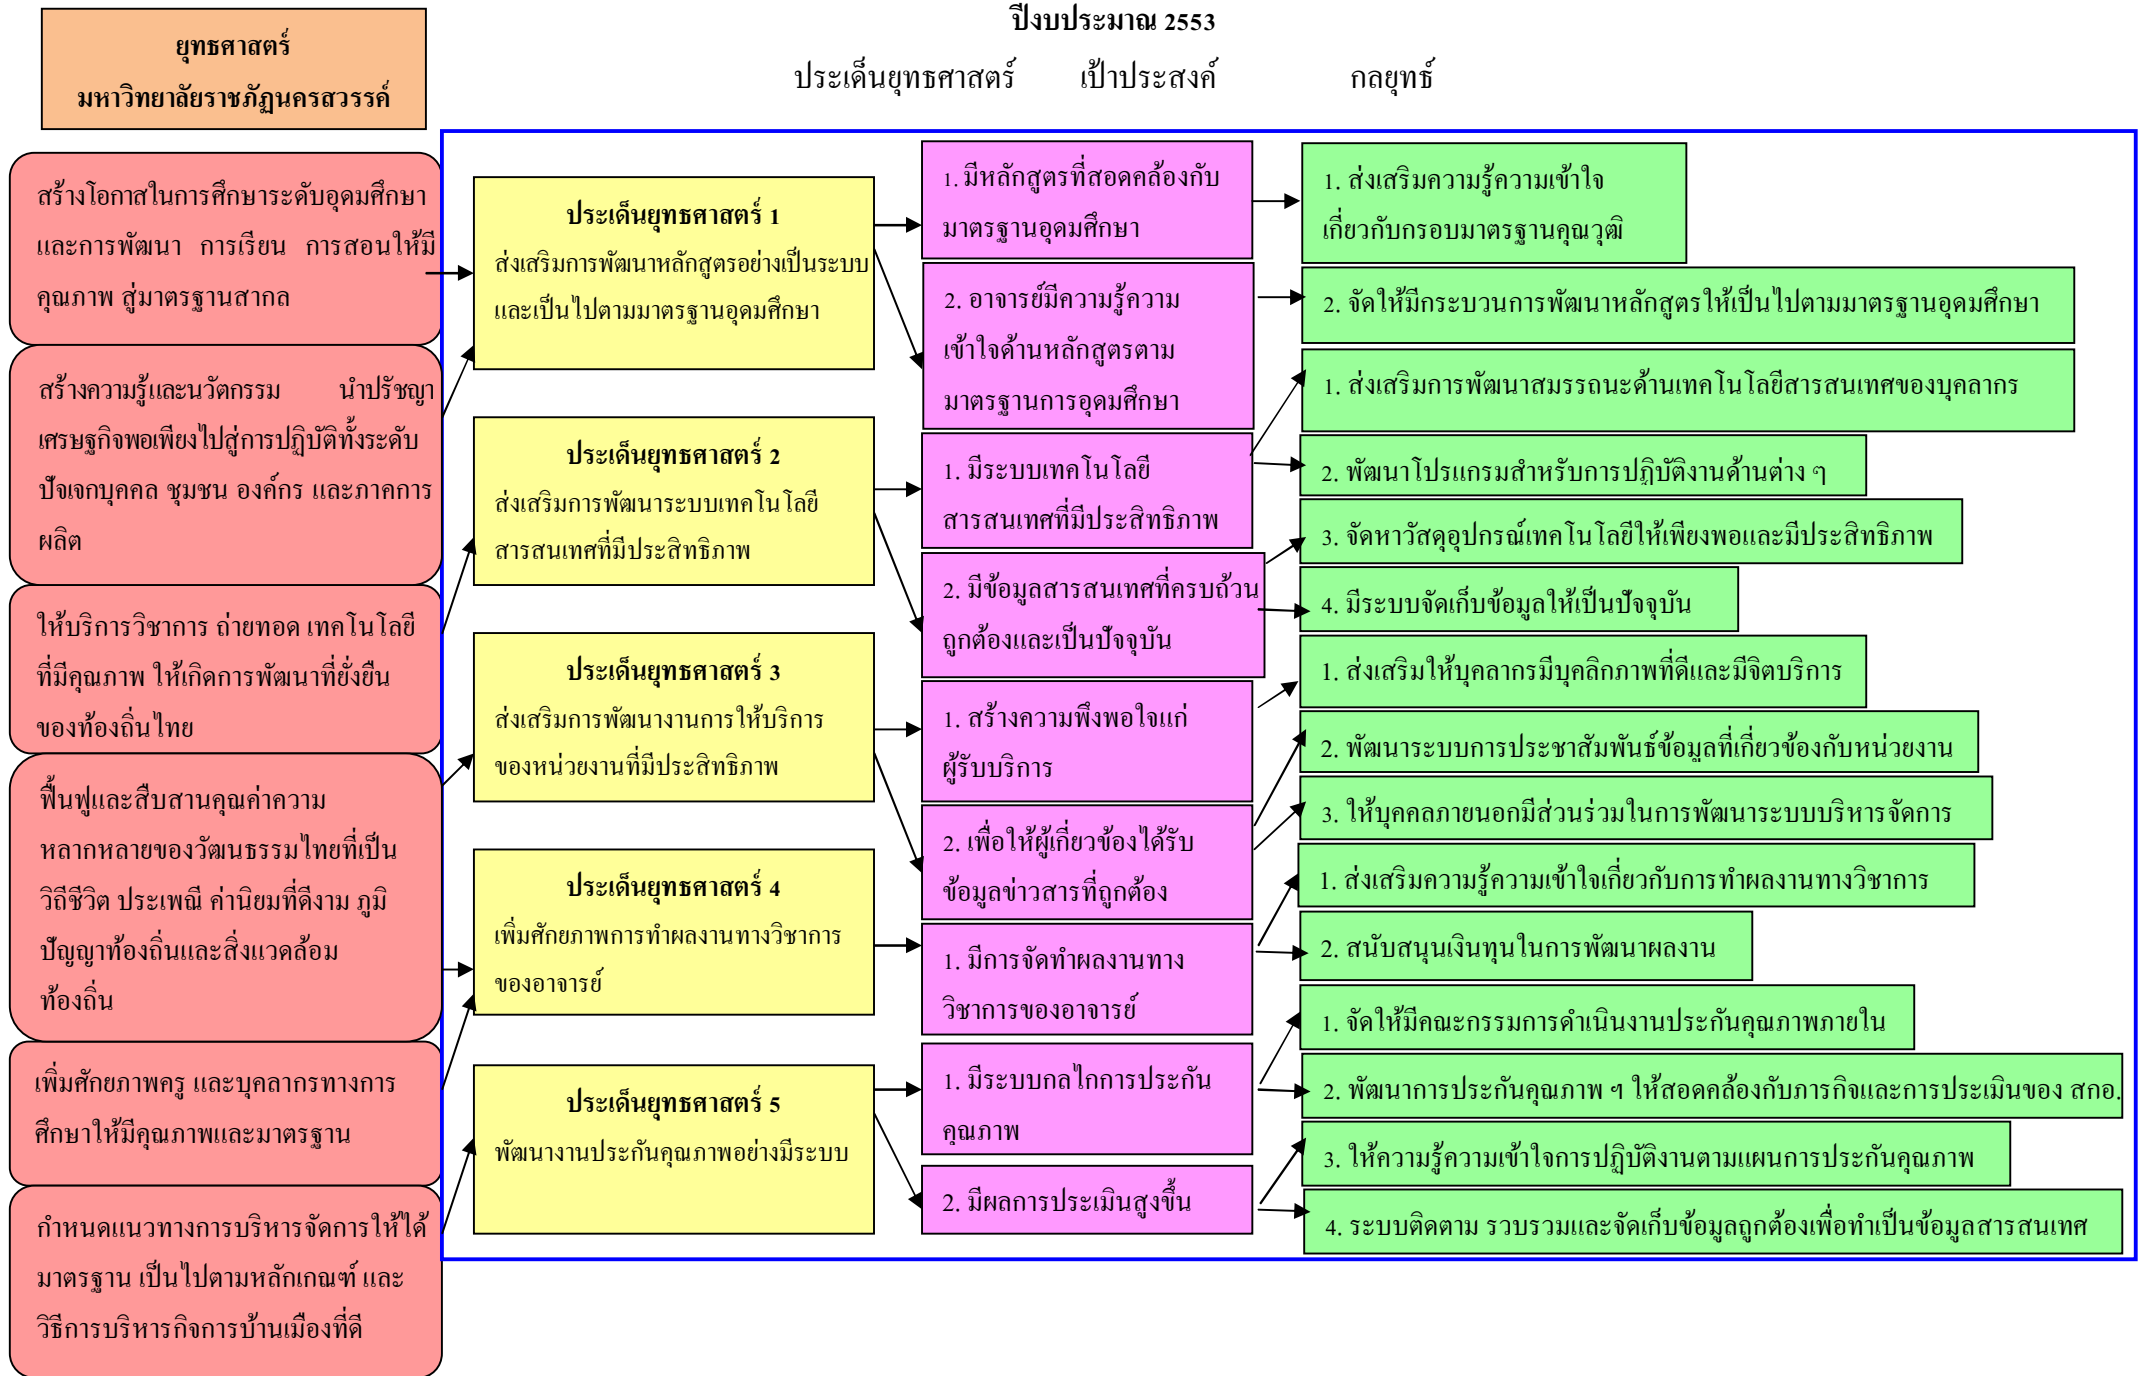 ปีงบประมาณ 2553
ยุทธศาสตร์
มหาวิทยาลัยราชภัฏนครสวรรค์
ประเด็นยุทธศาสตร์ เป้าประสงค์ กลยุทธ์
สร้างโอกาสในการศึกษาระดับอุดมศึกษา
และการพัฒนา การเรียน การสอนให้มี
คุณภาพ สู่มาตรฐานสากล
สร้างความรู้และนวัตกรรม นำปรัชญา
เศรษฐกิจพอเพียงไปสู่การปฏิบัติทั้งระดับ
ปัจเจกบุคคล ชุมชน องค์กร และภาคการ
ผลิต
ให้บริการวิชาการ ถ่ายทอด เทคโนโลยี
ที่มีคุณภาพ ให้เกิดการพัฒนาที่ยั่งยืน
ของท้องถิ่นไทย
ฟื้นฟูและสืบสานคุณค่าความ
หลากหลายของวัฒนธรรมไทยที่เป็น
วิถีชีวิต ประเพณี ค่านิยมที่ดีงาม ภูมิ
ปัญญาท้องถิ่นและสิ่งแวดล้อม
ท้องถิ่น
เพิ่มศักยภาพครู และบุคลากรทางการ
ศึกษาให้มีคุณภาพและมาตรฐาน
กำหนดแนวทางการบริหารจัดการให้ได้
มาตรฐาน เป็นไปตามหลักเกณฑ์ และ
วิธีการบริหารกิจการบ้านเมืองที่ดี
ประเด็นยุทธศาสตร์ 1
ส่งเสริมการพัฒนาหลักสูตรอย่างเป็นระบบ
และเป็นไปตามมาตรฐานอุดมศึกษา
ประเด็นยุทธศาสตร์ 2
ส่งเสริมการพัฒนาระบบเทคโนโลยี
สารสนเทศที่มีประสิทธิภาพ
ประเด็นยุทธศาสตร์ 3
ส่งเสริมการพัฒนางานการให้บริการ
ของหน่วยงานที่มีประสิทธิภาพ
ประเด็นยุทธศาสตร์ 4
เพิ่มศักยภาพการทำผลงานทางวิชาการ
ของอาจารย์
ประเด็นยุทธศาสตร์ 5
พัฒนางานประกันคุณภาพอย่างมีระบบ
1. มีหลักสูตรที่สอดคล้องกับ
มาตรฐานอุดมศึกษา
2. อาจารย์มีความรู้ความ
เข้าใจด้านหลักสูตรตาม
มาตรฐานการอุดมศึกษา
1. มีระบบเทคโนโลยี
สารสนเทศที่มีประสิทธิภาพ
2. มีข้อมูลสารสนเทศที่ครบถ้วน
ถูกต้องและเป็นปัจจุบัน
1. สร้างความพึงพอใจแก่
ผู้รับบริการ
2. เพื่อให้ผู้เกี่ยวข้องได้รับ
ข้อมูลข่าวสารที่ถูกต้อง
1. มีการจัดทำผลงานทาง
วิชาการของอาจารย์
1. มีระบบกลไกการประกัน
คุณภาพ
2. มีผลการประเมินสูงขึ้น
1. ส่งเสริมความรู้ความเข้าใจ
เกี่ยวกับกรอบมาตรฐานคุณวุฒิ
2. จัดให้มีกระบวนการพัฒนาหลักสูตรให้เป็นไปตามมาตรฐานอุดมศึกษา
1. ส่งเสริมการพัฒนาสมรรถนะด้านเทคโนโลยีสารสนเทศของบุคลากร
2. พัฒนาโปรแกรมสำหรับการปฏิบัติงานด้านต่าง ๆ
3. จัดหาวัสดุอุปกรณ์เทคโนโลยีให้เพียงพอและมีประสิทธิภาพ
4. มีระบบจัดเก็บข้อมูลให้เป็นปัจจุบัน
1. ส่งเสริมให้บุคลากรมีบุคลิกภาพที่ดีและมีจิตบริการ
2. พัฒนาระบบการประชาสัมพันธ์ข้อมูลที่เกี่ยวข้องกับหน่วยงาน
3. ให้บุคคลภายนอกมีส่วนร่วมในการพัฒนาระบบบริหารจัดการ
1. ส่งเสริมความรู้ความเข้าใจเกี่ยวกับการทำผลงานทางวิชาการ
2. สนับสนุนเงินทุนในการพัฒนาผลงาน
1. จัดให้มีคณะกรรมการดำเนินงานประกันคุณภาพภายใน
2. พัฒนาการประกันคุณภาพ ฯ ให้สอดคล้องกับภารกิจและการประเมินของ สกอ.
3. ให้ความรู้ความเข้าใจการปฏิบัติงานตามแผนการประกันคุณภาพ
4. ระบบติดตาม รวบรวมและจัดเก็บข้อมูลถูกต้องเพื่อทำเป็นข้อมูลสารสนเทศ